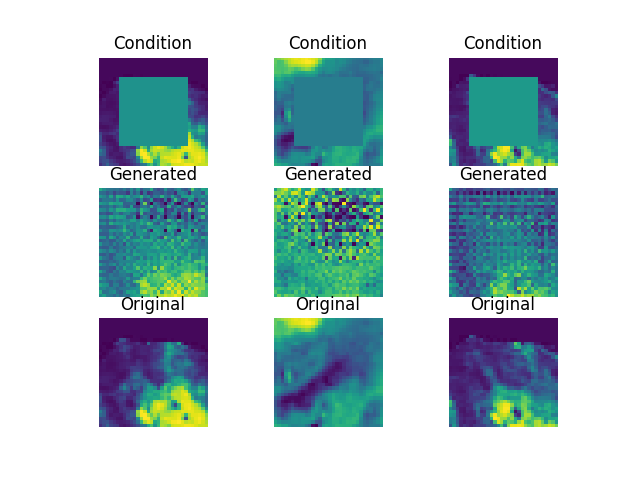 Condition Condition Condition
Generated Generated Generated
Original Original Original